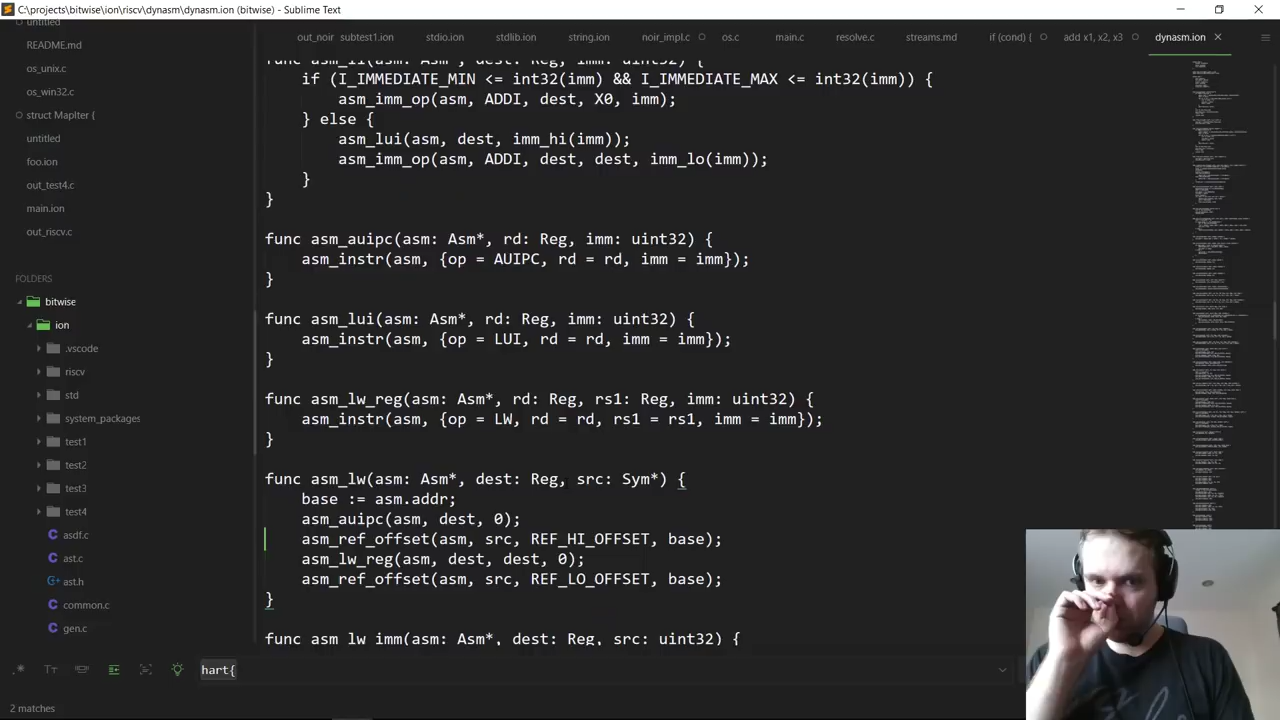 C:\projects\bitwise\ion\riscv\dynasm\dynasm.ion (bitwise) - Sublime Text
untitled
README.md
os_unix.c
os_win32.c
struct MapIter {
untitled
foo.ion
out_test4.c
main.ion
out_riscv.c
FOLDERS
bitwise
ion
.vscode
riscv
std
system_packages
test1
test2
test3
test4
asdf.c
ast.c
ast.h
common.c
gen.c
out_noir subtest1.ion stdio.ion stdlib.ion string.ion noir_impl.c os.c main.c resolve.c streams.md if (cond) { add x1, x2, x3 dynasm.ion
func asm_li(asm: Asm*, dest: Reg, imm: uint32) {
if (I_IMMEDIATE_MIN <= int32(imm) && I_IMMEDIATE_MAX <= int32(imm)) {
asm_imm_op(asm, ADDI, dest, X0, imm);
} else {
asm_lui(asm, dest, imm_hi(imm));
asm_imm_op(asm, ADDI, dest, dest, imm_lo(imm));
}
}
func asm_auipc(asm: Asm*, rd: Reg, imm: uint32) {
asm_instr(asm, {op = AUIPC, rd = rd, imm = imm});
}
func asm_lui(asm: Asm*, rd: Reg, imm: uint32) {
asm_instr(asm, {op = LUI, rd = rd, imm = imm});
}
func asm_lw_reg(asm: Asm*, rd: Reg, rs1: Reg, imm: uint32) {
asm_instr(asm, {op = LW, rd = rd, rs1 = rs1, imm = imm});
}
func asm_lw(asm: Asm*, dest: Reg, src: Sym*) {
base := asm.addr;
asm_auipc(asm, dest, 0);
asm_ref_offset(asm, src, REF_HI_OFFSET, base);
asm_lw_reg(asm, dest, dest, 0);
asm_ref_offset(asm, src, REF_LO_OFFSET, base);
}
func asm_lw_imm(asm: Asm*, dest: Reg, src: uint32) {
hart{
2 matches